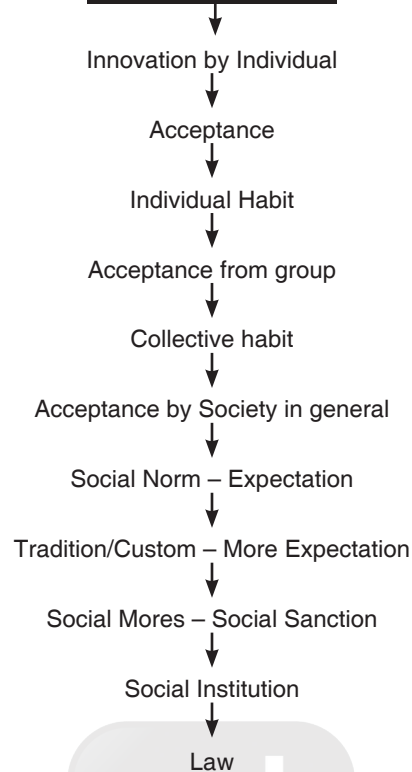 Innovation by Individual
Acceptance
Individual Habit
Acceptance from group
Collective habit
Acceptance by Society in general
Social Norm – Expectation
Tradition/Custom – More Expectation
Social Mores – Social Sanction
Social Institution
Law